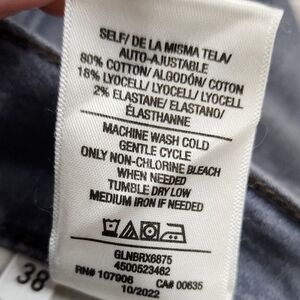 SELF/ DE LA MISMA TELA/
AUTO-AJUSTABLE
80% COTTON/ ALGODÓN/ COTON
18% LYOCELL/ LYOCELL/ LYOCELL
2% ELASTANE/ ELASTANO/
ÉLASTHANNE
MACHINE WASH COLD
GENTLE CYCLE
ONLY NON-CHLORINE BLEACH
WHEN NEEDED
TUMBLE DRY LOW
MEDIUM IRON IF NEEDED
GLNBRX6875
4500523462
RN# 107906 CA# 00635
10/2022
38